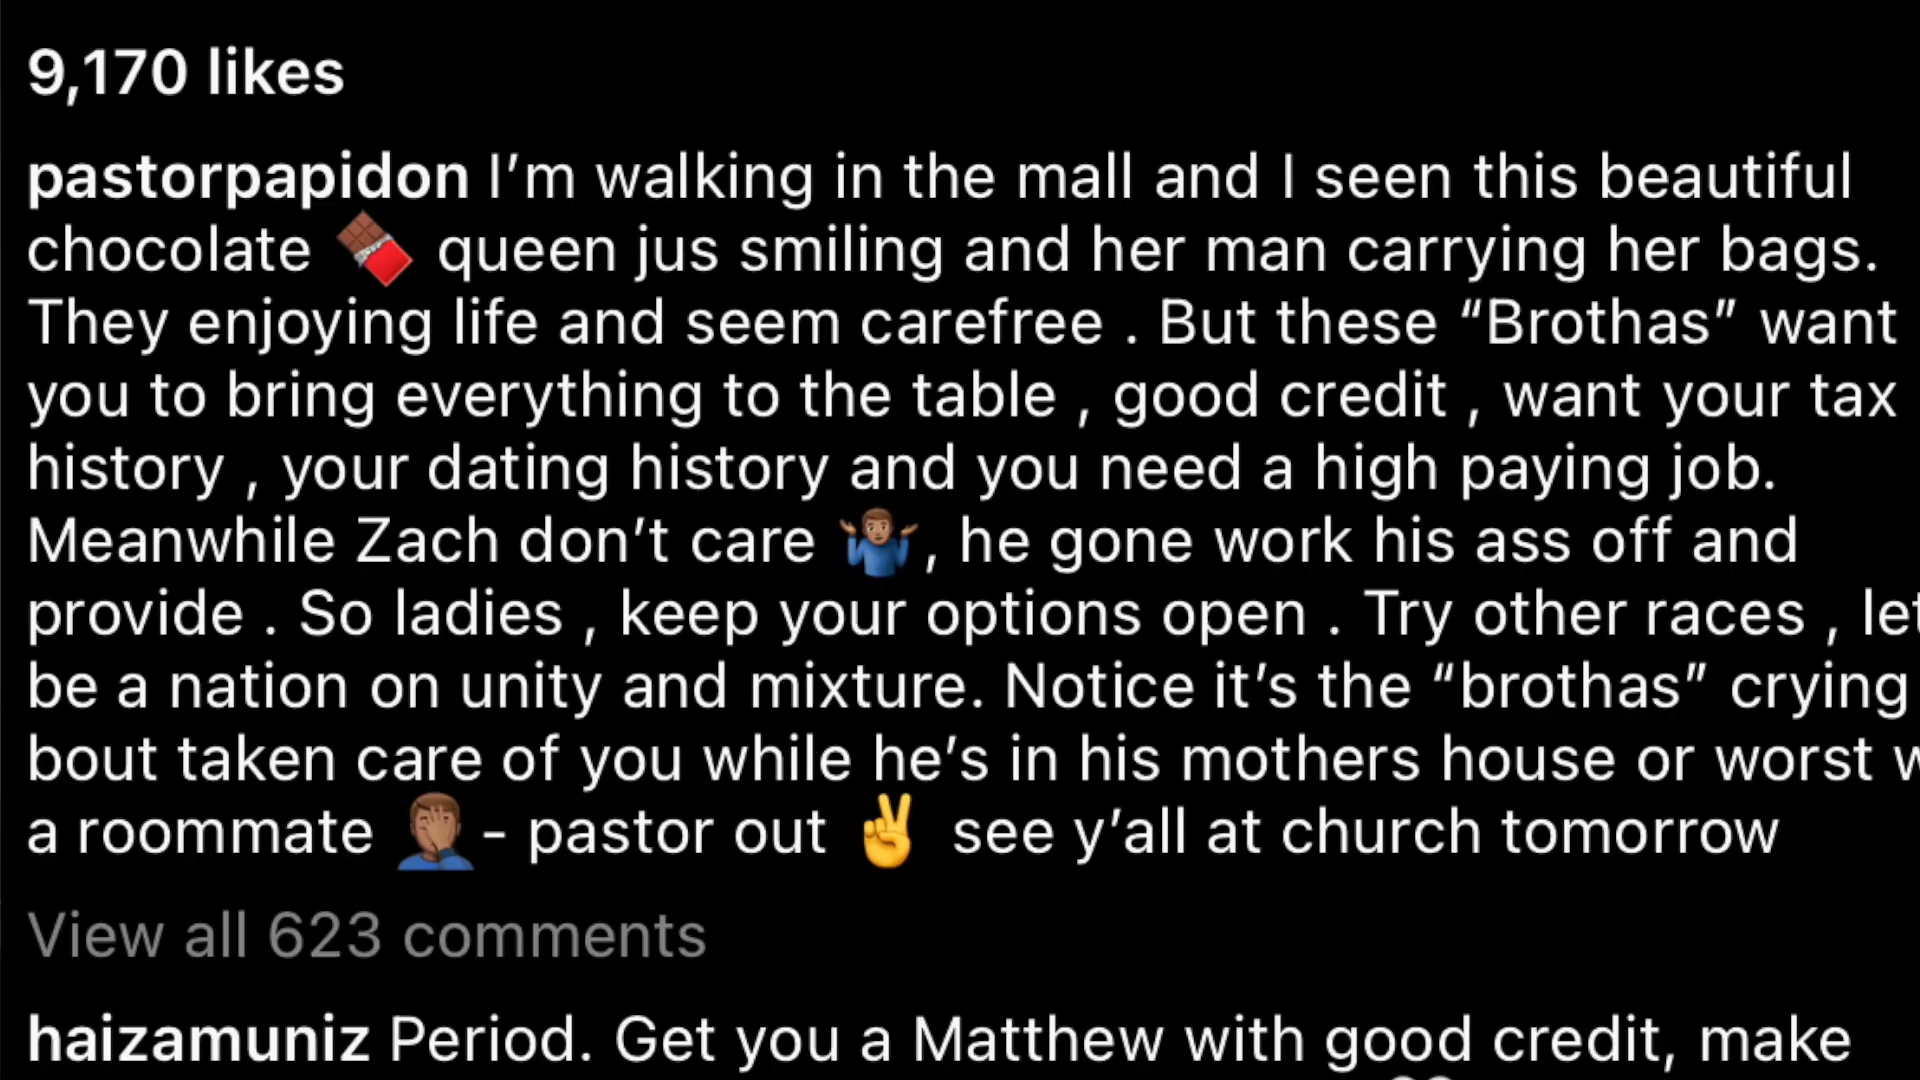 9,170 likes
pastorpapidon I’m walking in the mall and I seen this beautiful
chocolate 🍫 queen jus smiling and her man carrying her bags.
They enjoying life and seem carefree . But these “Brothas” want
you to bring everything to the table , good credit , want your tax
history , your dating history and you need a high paying job.
Meanwhile Zach don’t care 🤷🏽‍♂️, he gone work his ass off and
provide . So ladies , keep your options open . Try other races , let
be a nation on unity and mixture. Notice it’s the “brothas” crying
bout taken care of you while he’s in his mothers house or worst
a roommate 🤦🏽‍♂️- pastor out ✌️ see y’all at church tomorrow
View all 623 comments
haizamuniz Period. Get you a Matthew with good credit, make